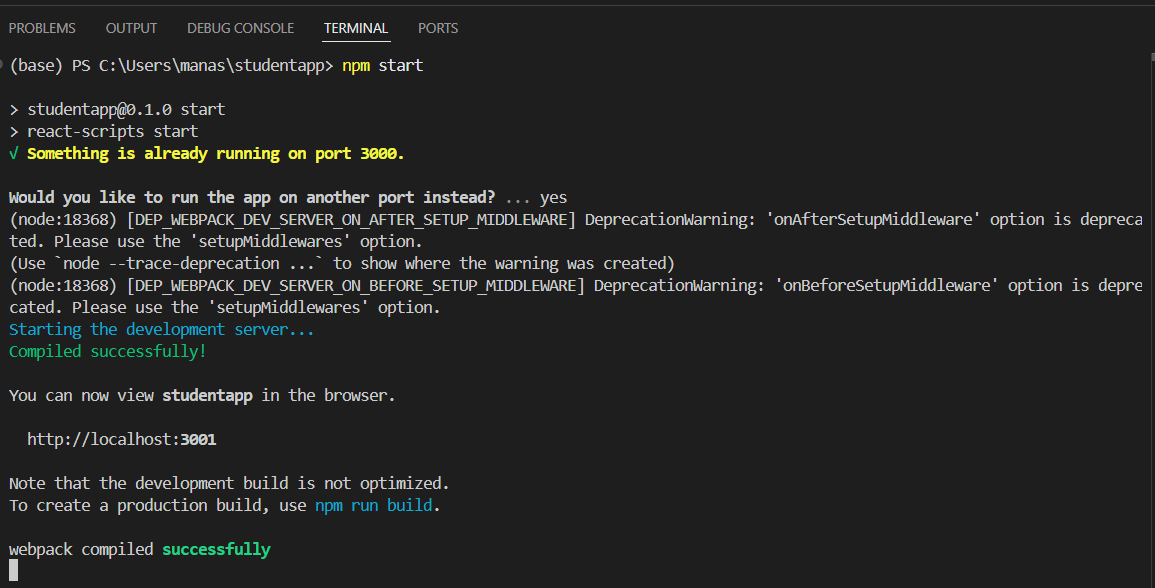 PROBLEMS OUTPUT DEBUG CONSOLE TERMINAL PORTS
(base) PS C:\Users\manas\studentapp> npm start
> studentapp@0.1.0 start
> react-scripts start
√ Something is already running on port 3000.
Would you like to run the app on another port instead? ... yes
(node:18368) [DEP_WEBPACK_DEV_SERVER_ON_AFTER_SETUP_MIDDLEWARE] DeprecationWarning: 'onAfterSetupMiddleware' option is depreca
ted. Please use the 'setupMiddlewares' option.
(Use `node --trace-deprecation ...` to show where the warning was created)
(node:18368) [DEP_WEBPACK_DEV_SERVER_ON_BEFORE_SETUP_MIDDLEWARE] DeprecationWarning: 'onBeforeSetupMiddleware' option is depre
cated. Please use the 'setupMiddlewares' option.
Starting the development server...
Compiled successfully!
You can now view studentapp in the browser.
http://localhost:3001
Note that the development build is not optimized.
To create a production build, use npm run build.
webpack compiled successfully